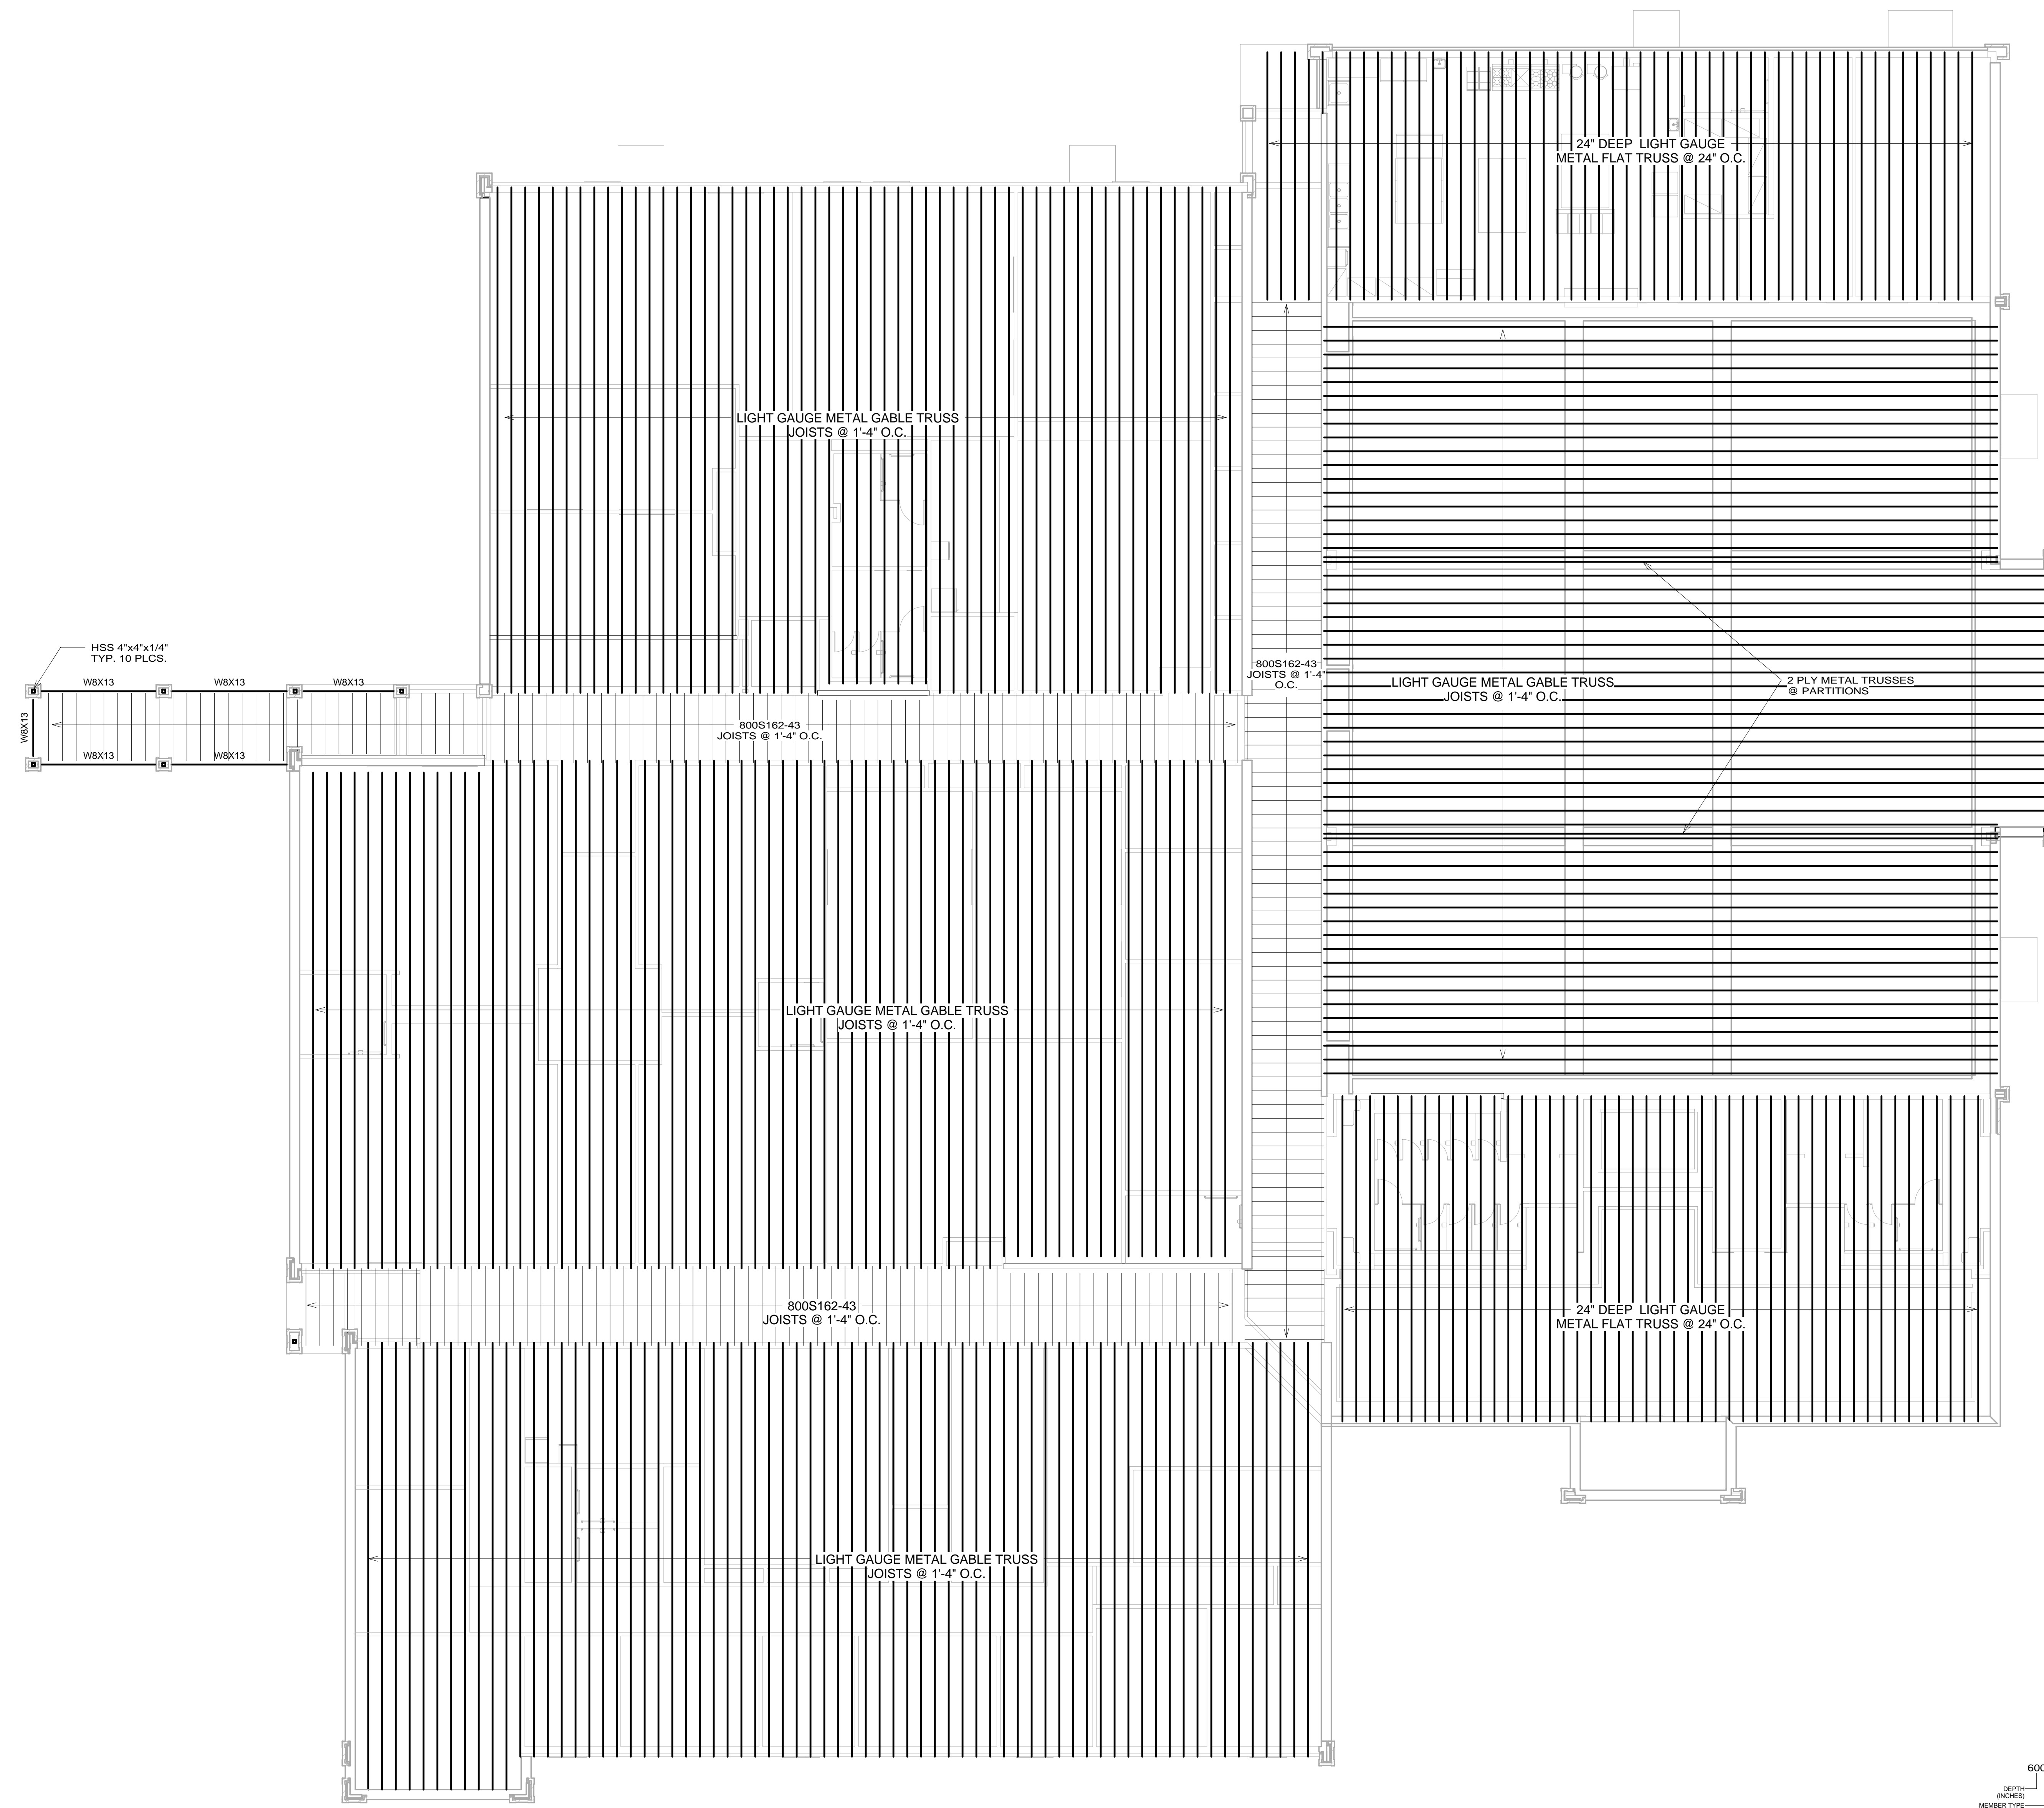 24" DEEP LIGHT GAUGE
METAL FLAT TRUSS @ 24" O.C.
LIGHT GAUGE METAL GABLE TRUSS
JOISTS @ 1'-4" O.C.
HSS 4"x4"x1/4"
TYP. 10 PLCS.
W8X13
W8X13
W8X13
W8X13
W8X13
W8X13
800S162-43
JOISTS @ 1'-4" O.C.
800S162-43
JOISTS @ 1'-4"
O.C.
LIGHT GAUGE METAL GABLE TRUSS
JOISTS @ 1'-4" O.C.
2 PLY METAL TRUSSES
@ PARTITIONS
LIGHT GAUGE METAL GABLE TRUSS
JOISTS @ 1'-4" O.C.
800S162-43
JOISTS @ 1'-4" O.C.
24" DEEP LIGHT GAUGE
METAL FLAT TRUSS @ 24" O.C.
LIGHT GAUGE METAL GABLE TRUSS
JOISTS @ 1'-4" O.C.
600
DEPTH
(INCHES)
MEMBER TYPE